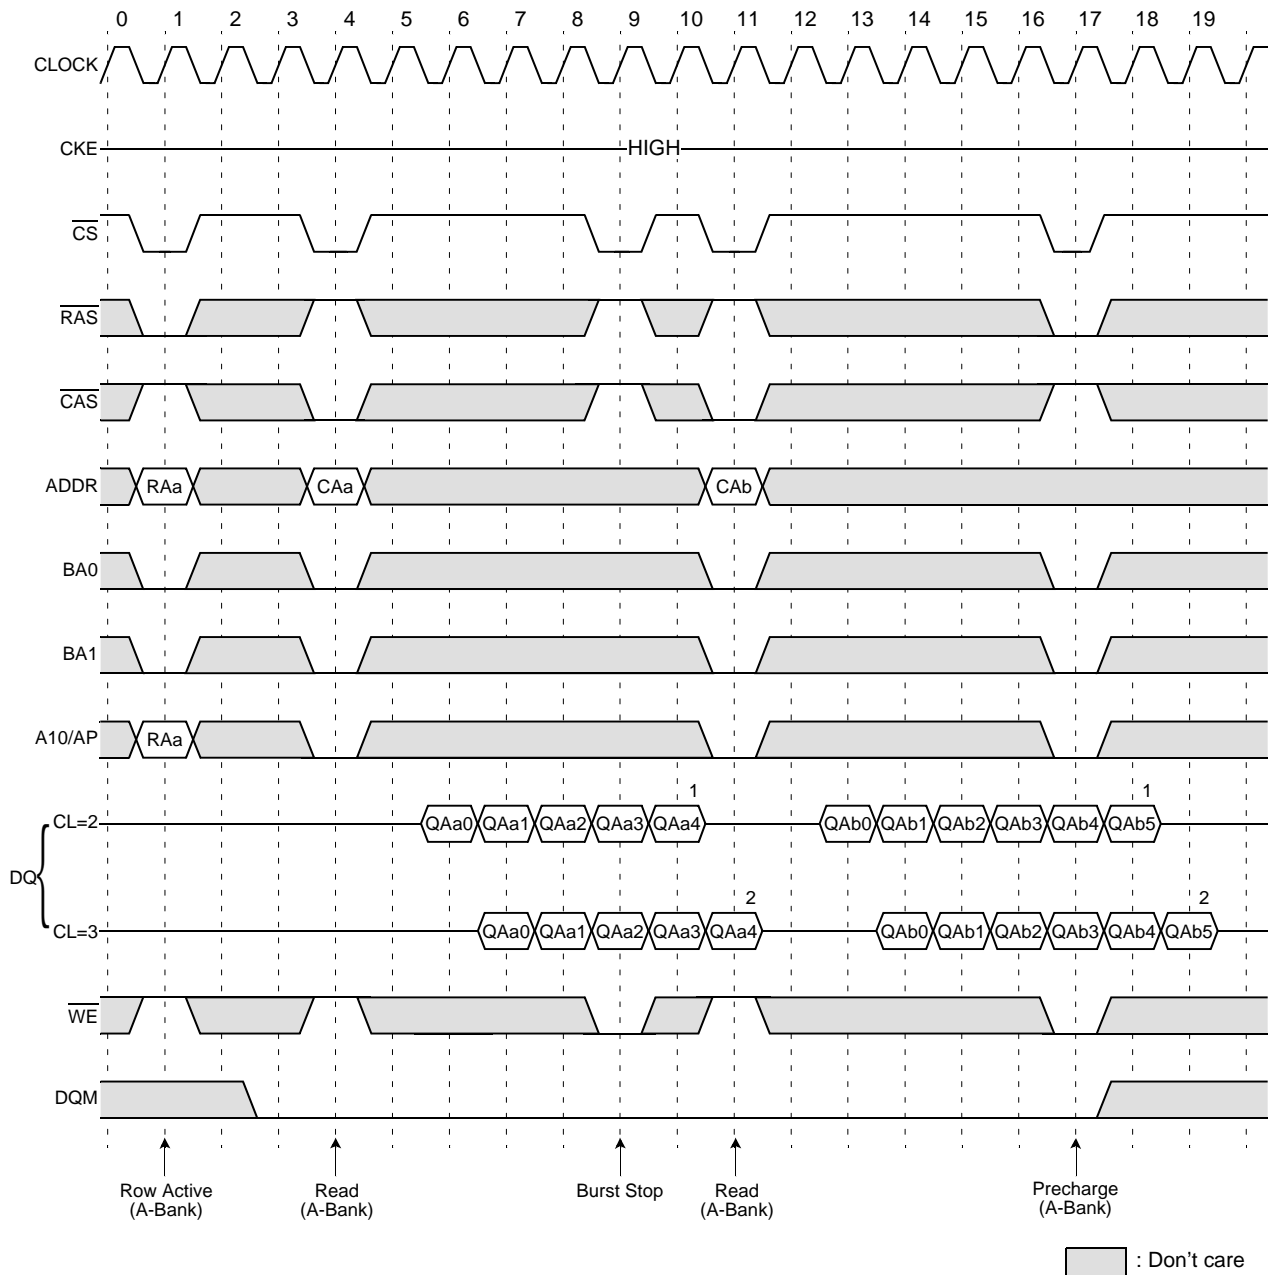 0 1 2 3 4 5 6 7 8 9 10 11 12 13 14 15 16 17 18 19
CLOCK
CKE HIGH
CS
RAS
CAS
ADDR RAa CAa CAb
BA0
BA1
A10/AP RAa
1 1
CL=2 QAa0 QAa1 QAa2 QAa3 QAa4 QAb0 QAb1 QAb2 QAb3 QAb4 QAb5
DQ
2 2
CL=3 QAa0 QAa1 QAa2 QAa3 QAa4 QAb0 QAb1 QAb2 QAb3 QAb4 QAb5
WE
DQM
Row Active Read Burst Stop Read Precharge
(A-Bank) (A-Bank) (A-Bank) (A-Bank)
: Don't care